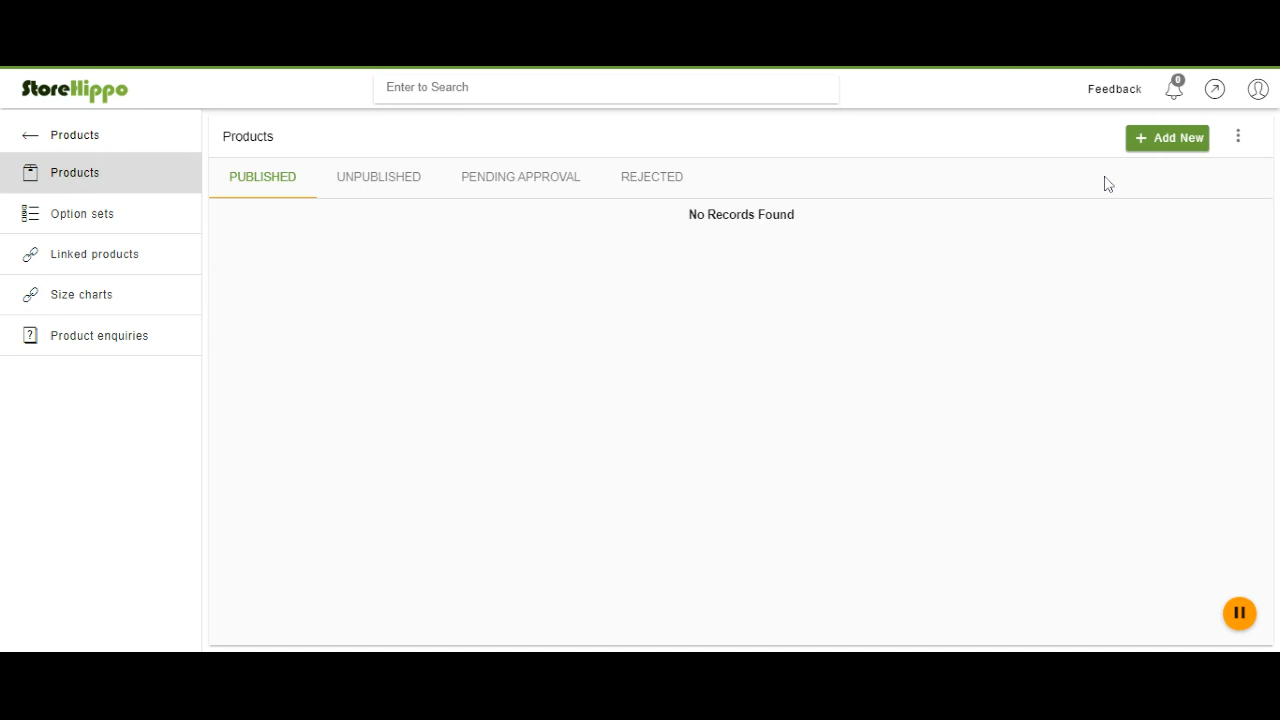 StoreHippo
Enter to Search
Feedback
0
Products
Products
Option sets
Linked products
Size charts
Product enquiries
Products
+ Add New
PUBLISHED
UNPUBLISHED
PENDING APPROVAL
REJECTED
No Records Found